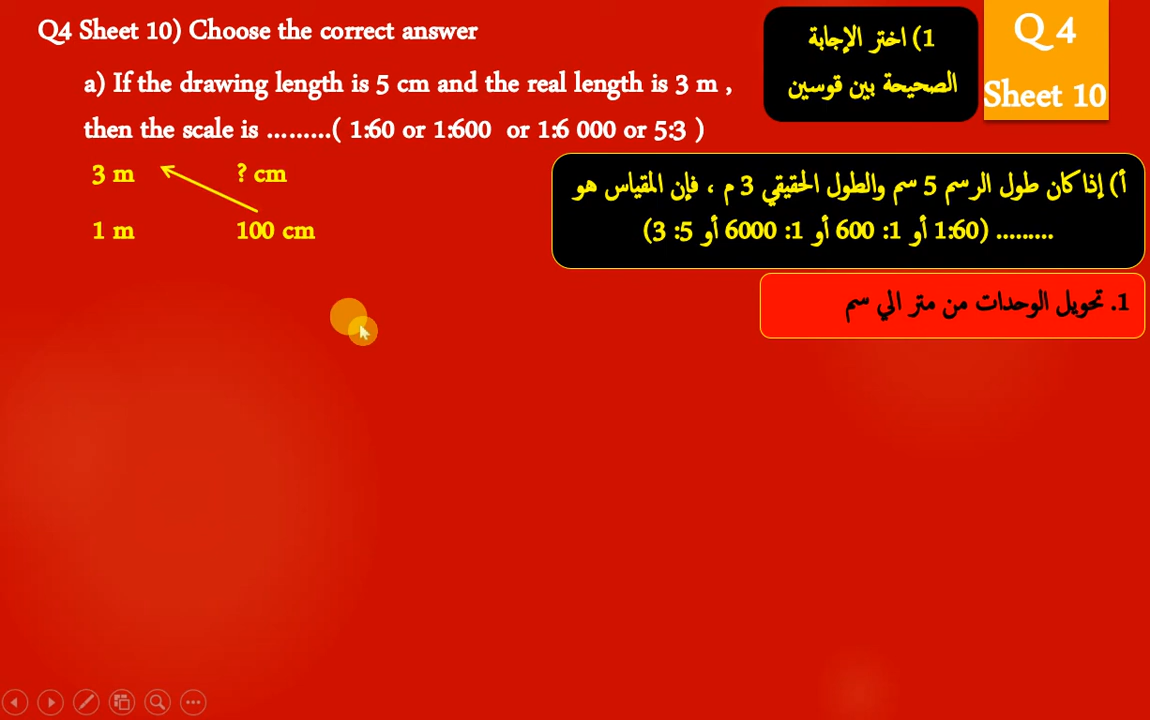 Q4 Sheet 10) Choose the correct answer
a) If the drawing length is 5 cm and the real length is 3 m ,
then the scale is .........( 1:60 or 1:600 or 1:6 000 or 5:3 )
3 m ? cm
1 m 100 cm
1) اختر الإجابة
الصحيحة بين قوسين
Q 4
Sheet 10
أ) إذا كان طول الرسم 5 سم والطول الحقيقي 3 م ، فإن المقياس هو
......... (1:60 أو 1: 600 أو 1: 6000 أو 5: 3)
1. تحويل الوحدات من متر الي سم